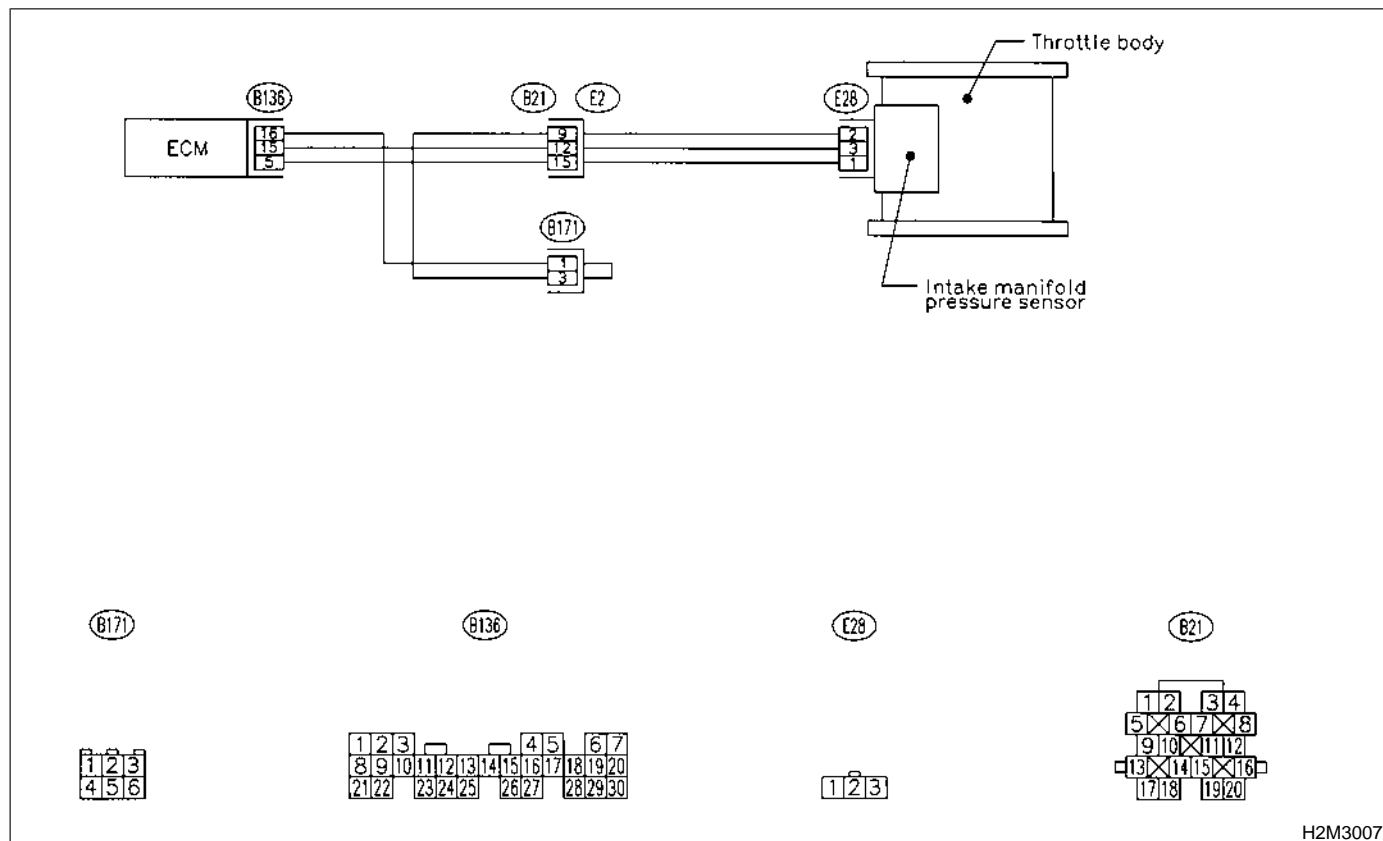 Throttle body
B136 B21 E2 E28
ECM
16 9 2
15 12 3
5 15 1
B171
1
3
Intake manifold
pressure sensor
B171 B136 E28 B21
1 2 3
4 5 6
1 2 3 4 5 6 7
8 9 10 11 12 13 14 15 16 17 18 19 20
21 22 23 24 25 26 27 28 29 30
1 2 3
1 2 3 4
5 6 7 8
9 10 11 12
13 14 15 16
17 18 19 20
H2M3007